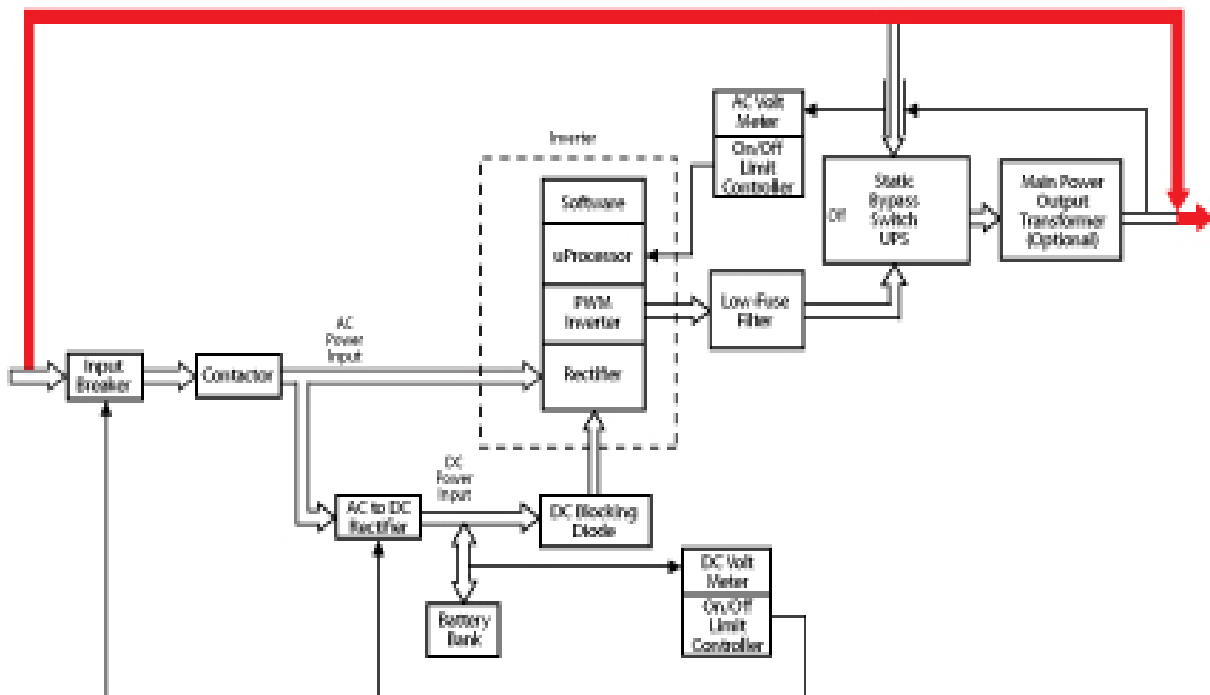 Inverter
AC Volt
Meter
On/Off
Limit
Controller
Software
uProcessor
PWM
Inverter
Rectifier
Off
Static
Bypass
Switch
UPS
Main Power
Output
Transformer
(Optional)
Low-Fuse
Filter
AC
Power
Input
Input
Breaker
Contactor
DC
Power
Input
AC to DC
Rectifier
DC Blocking
Diode
Battery
Bank
DC Volt
Meter
On/Off
Limit
Controller